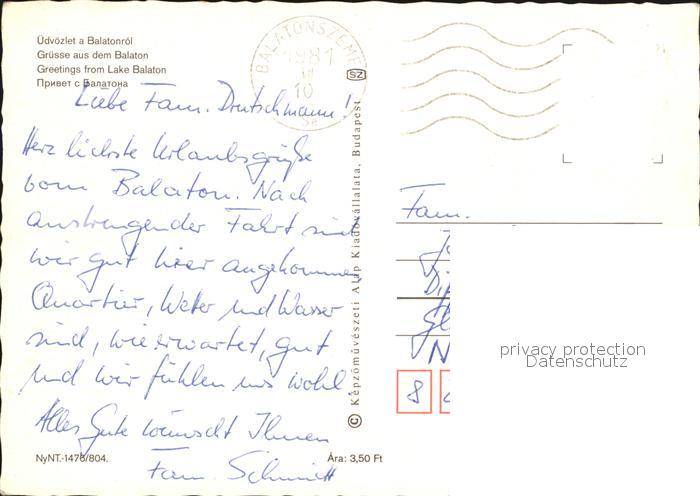 Üdvözlet a Balatonról
Grüsse aus dem Balaton
Greetings from Lake Balaton
Привет с Балатона
BALATONSZEME
1981
10
SZ
Liebe Fam. Deutschmann!
Herzlichste Urlaubsgrüße
vom Balaton. Nach
anstrengender Fahrt sind
wir gut hier angekommen
Quartier, Wetter und Wasser
sind, wie erwartet, gut
und wir fühlen uns wohl.
Alles Gute wünscht Ihnen
Fam. Schmitt
NyNT.-1476/804.
Ára: 3,50 Ft
© Képzőművészeti Alap Kiadóvállalata, Budapest
Fam.
8
privacy protection
Datenschutz